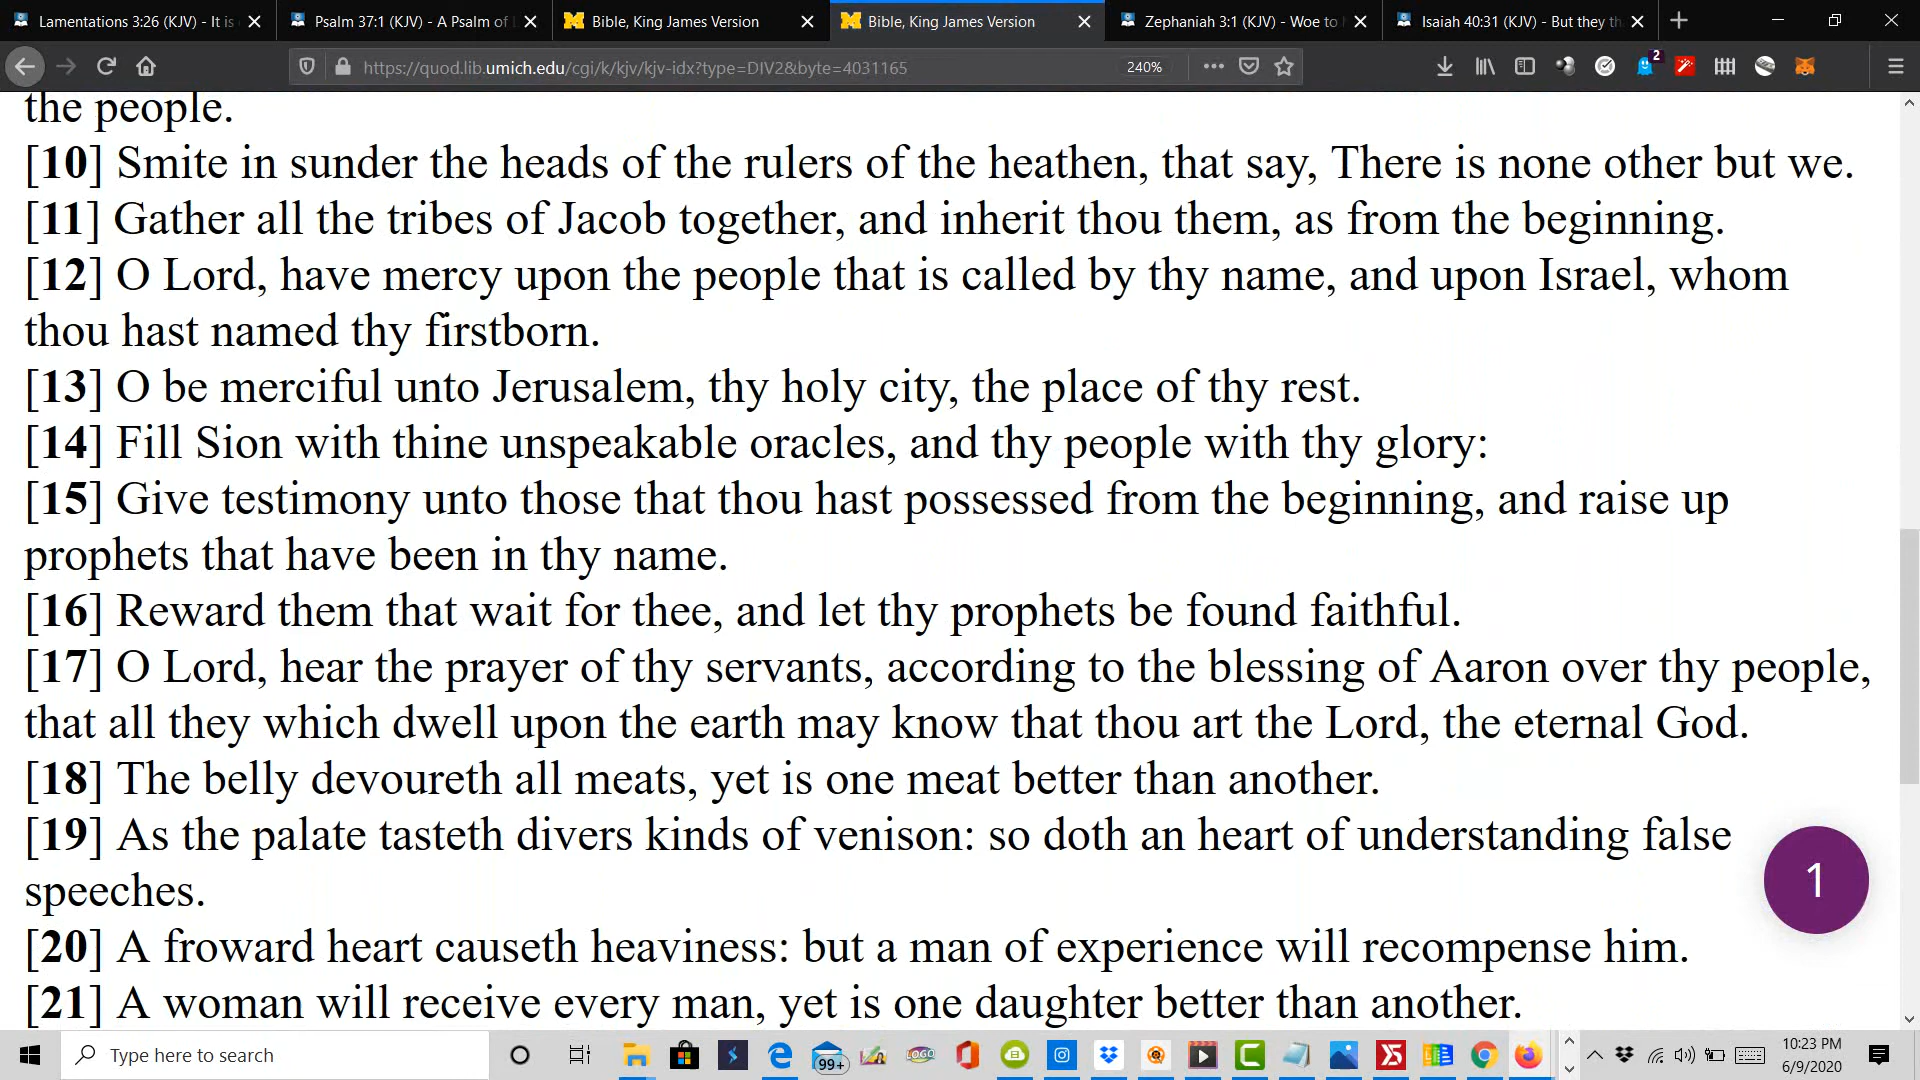 Lamentations 3:26 (KJV) - It is
Psalm 37:1 (KJV) - A Psalm of
Bible, King James Version
Bible, King James Version
Zephaniah 3:1 (KJV) - Woe to
Isaiah 40:31 (KJV) - But they th
https://quod.lib.umich.edu/cgi/k/kjv/kjv-idx?type=DIV2&byte=4031165
240%
2
the people.
[10] Smite in sunder the heads of the rulers of the heathen, that say, There is none other but we.
[11] Gather all the tribes of Jacob together, and inherit thou them, as from the beginning.
[12] O Lord, have mercy upon the people that is called by thy name, and upon Israel, whom
thou hast named thy firstborn.
[13] O be merciful unto Jerusalem, thy holy city, the place of thy rest.
[14] Fill Sion with thine unspeakable oracles, and thy people with thy glory:
[15] Give testimony unto those that thou hast possessed from the beginning, and raise up
prophets that have been in thy name.
[16] Reward them that wait for thee, and let thy prophets be found faithful.
[17] O Lord, hear the prayer of thy servants, according to the blessing of Aaron over thy people,
that all they which dwell upon the earth may know that thou art the Lord, the eternal God.
[18] The belly devoureth all meats, yet is one meat better than another.
[19] As the palate tasteth divers kinds of venison: so doth an heart of understanding false
speeches.
1
[20] A froward heart causeth heaviness: but a man of experience will recompense him.
[21] A woman will receive every man, yet is one daughter better than another.
Type here to search
99+
LOGO
10:23 PM
6/9/2020